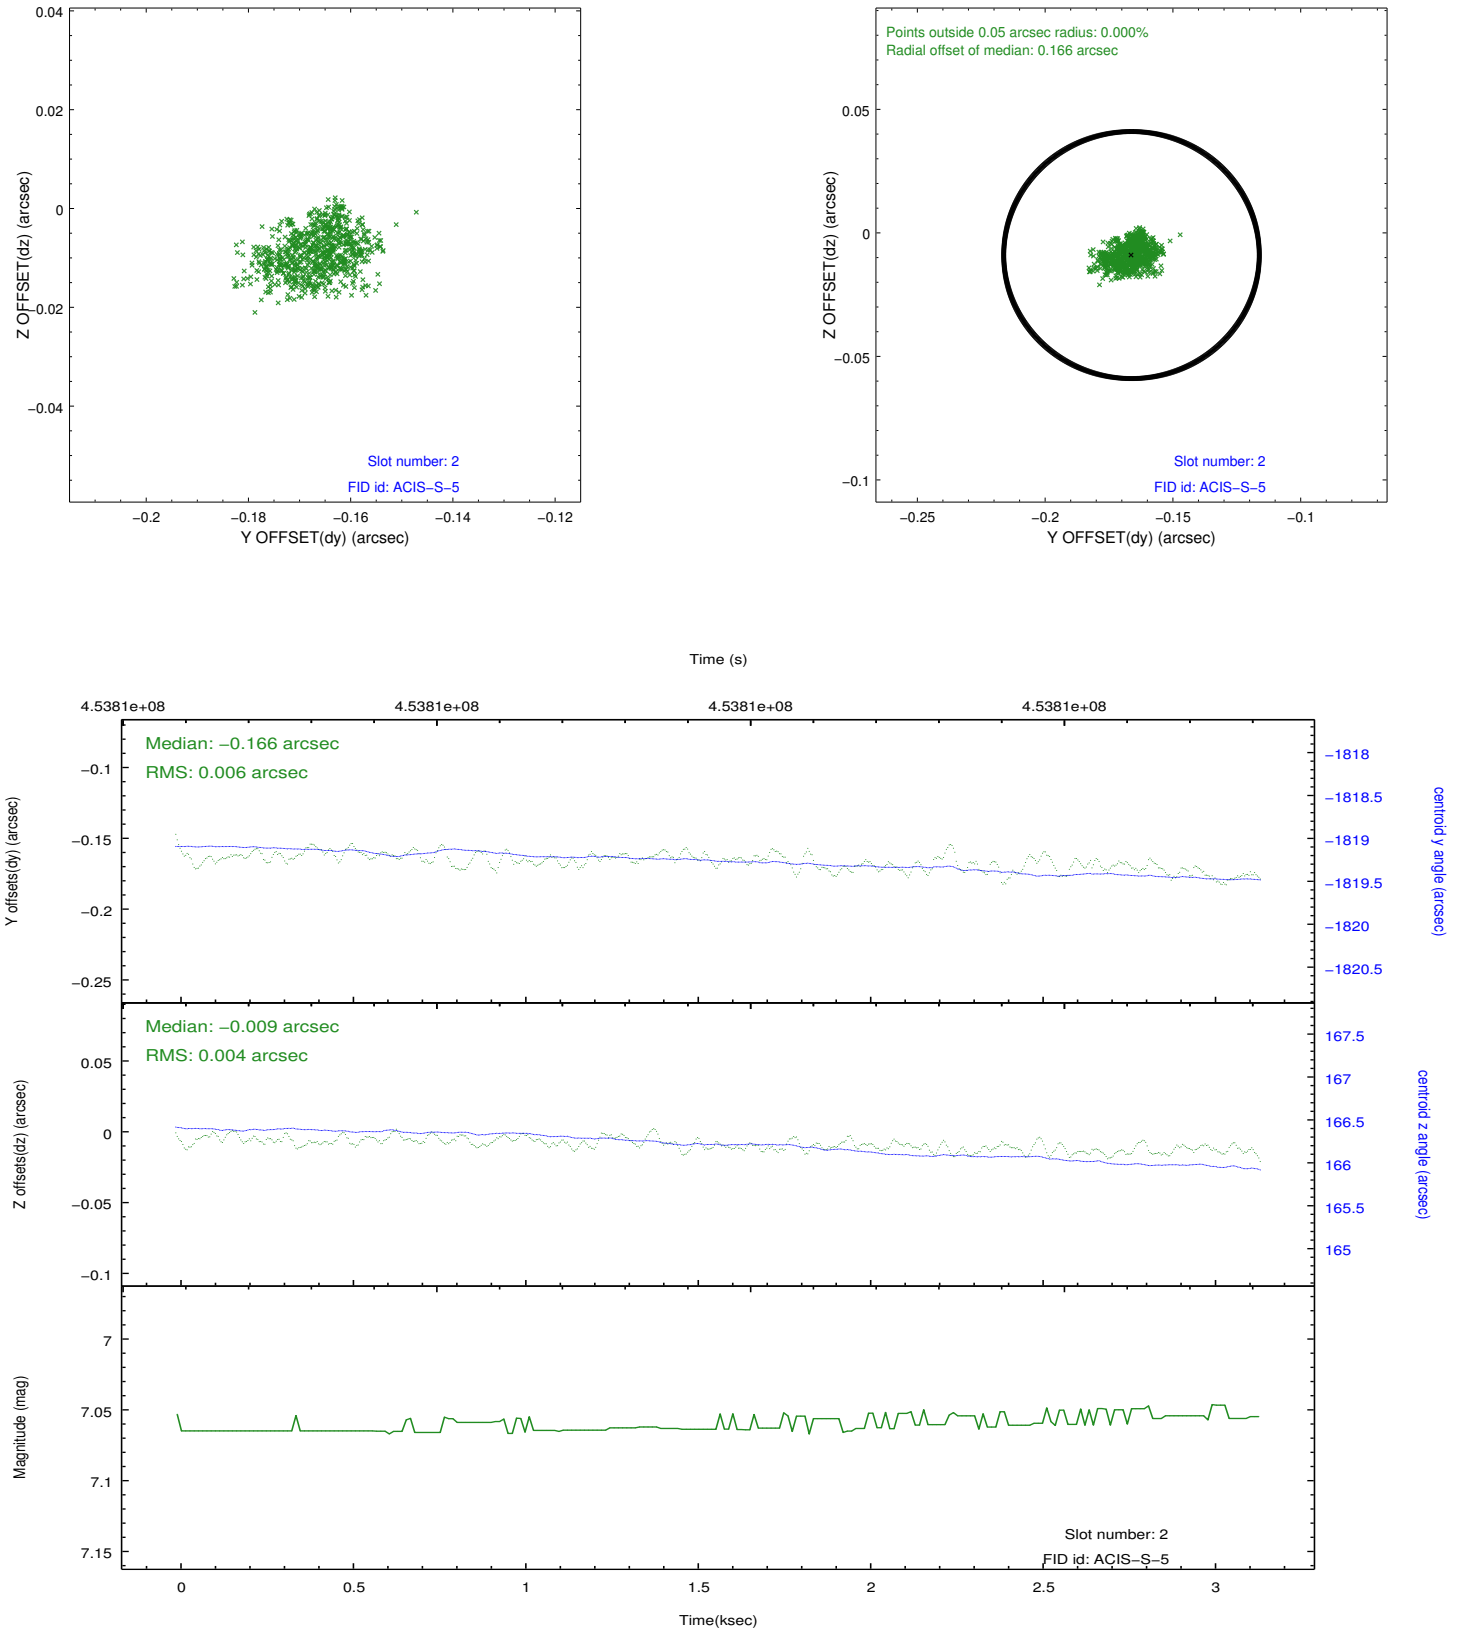 0.04
0.02
0
−0.02
−0.04
Z OFFSET(dz) (arcsec)
Slot number: 2
FID id: ACIS−S−5
−0.2
−0.18
−0.16
−0.14
−0.12
Y OFFSET(dy) (arcsec)
Points outside 0.05 arcsec radius: 0.000%
Radial offset of median: 0.166 arcsec
0.05
0
−0.05
−0.1
Z OFFSET(dz) (arcsec)
Slot number: 2
FID id: ACIS−S−5
−0.25
−0.2
−0.15
−0.1
Y OFFSET(dy) (arcsec)
Time (s)
4.5381e+08
4.5381e+08
4.5381e+08
4.5381e+08
Median: −0.166 arcsec
RMS: 0.006 arcsec
−0.1
−0.15
−0.2
−0.25
Y offsets(dy) (arcsec)
−1818
−1818.5
−1819
−1819.5
−1820
−1820.5
centroid y angle (arcsec)
Median: −0.009 arcsec
RMS: 0.004 arcsec
0.05
0
−0.05
−0.1
Z offsets(dz) (arcsec)
167.5
167
166.5
166
165.5
165
centroid z angle (arcsec)
7
7.05
7.1
7.15
Magnitude (mag)
Slot number: 2
FID id: ACIS−S−5
0
0.5
1
1.5
2
2.5
3
Time(ksec)